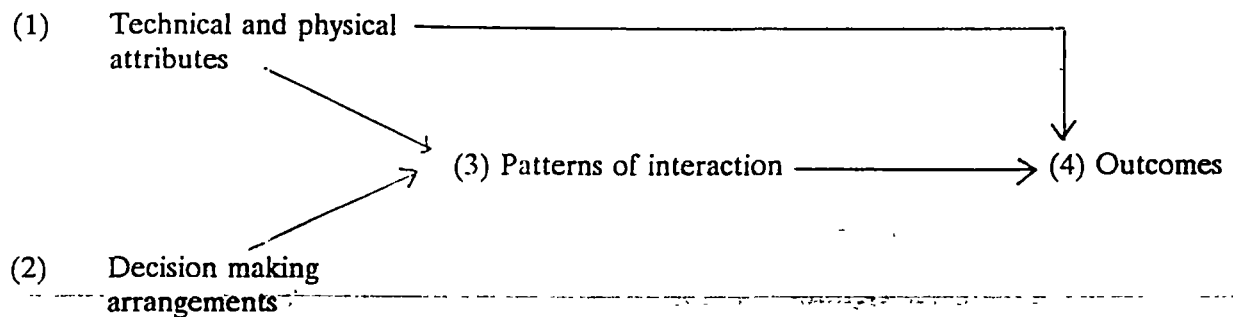 (1) Technical and physical
attributes
(3) Patterns of interaction
(4) Outcomes
(2) Decision making
arrangements